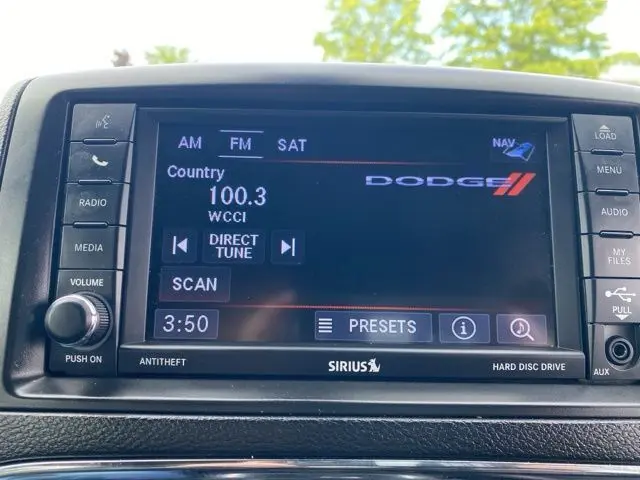 AM FM SAT NAV
Country
100.3
WCCI
DODGE
DIRECT
TUNE
SCAN
3:50 PRESETS
RADIO
MEDIA
VOLUME
PUSH ON
LOAD
MENU
AUDIO
MY
FILES
PULL
AUX
ANTITHEFT SIRIUS HARD DISC DRIVE